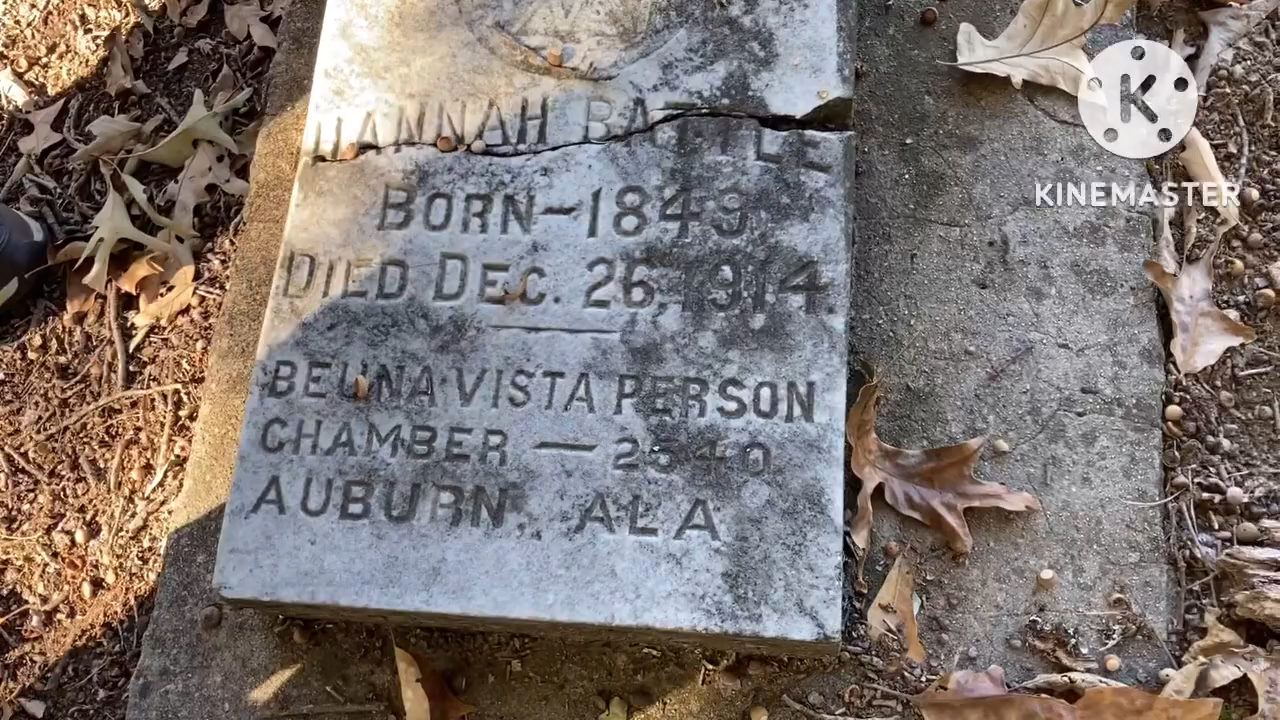 HANNAH BATTLE
BORN — 1849
DIED DEC. 26, 1914.
BEUNA VISTA PERSON
CHAMBER — 2540
AUBURN, ALA
K
KINEMASTER